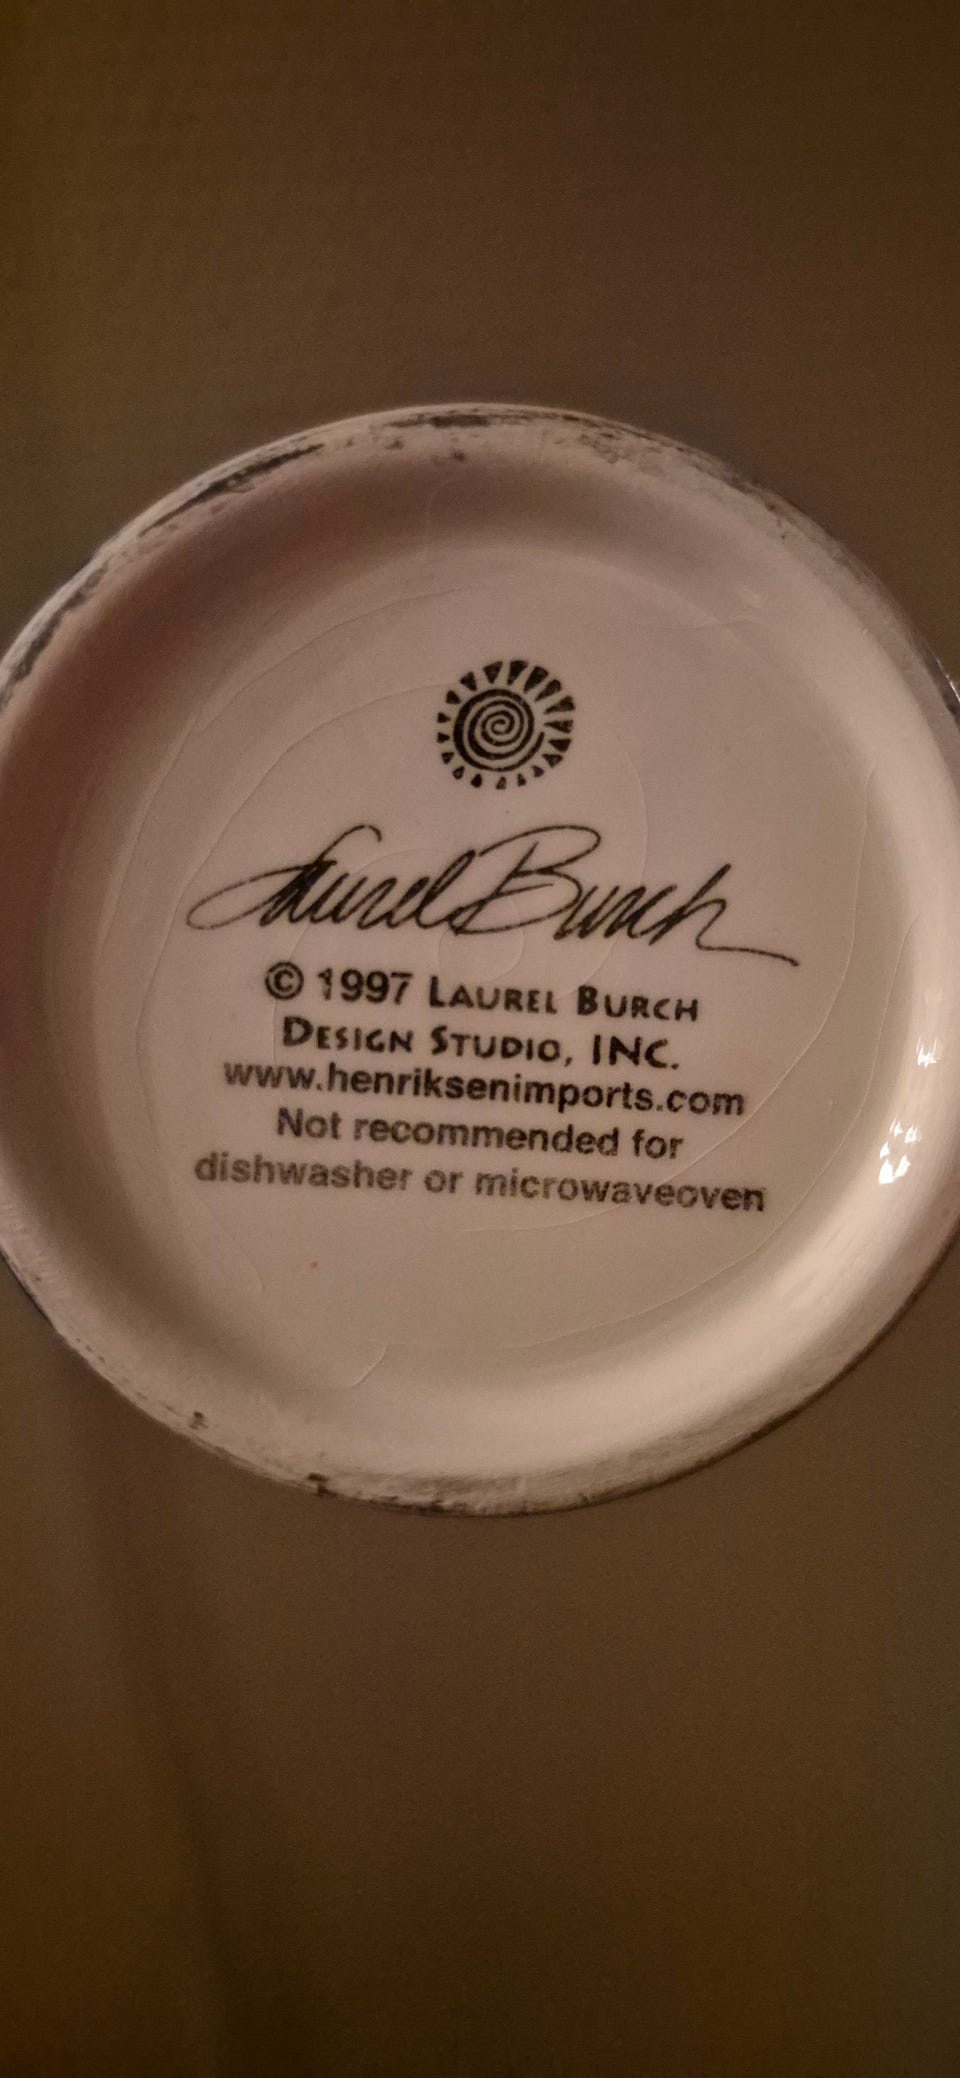 Laurel Burch
© 1997 LAUREL BURCH
DESIGN STUDIO, INC.
www.henriksenimports.com
Not recommended for
dishwasher or microwaveoven